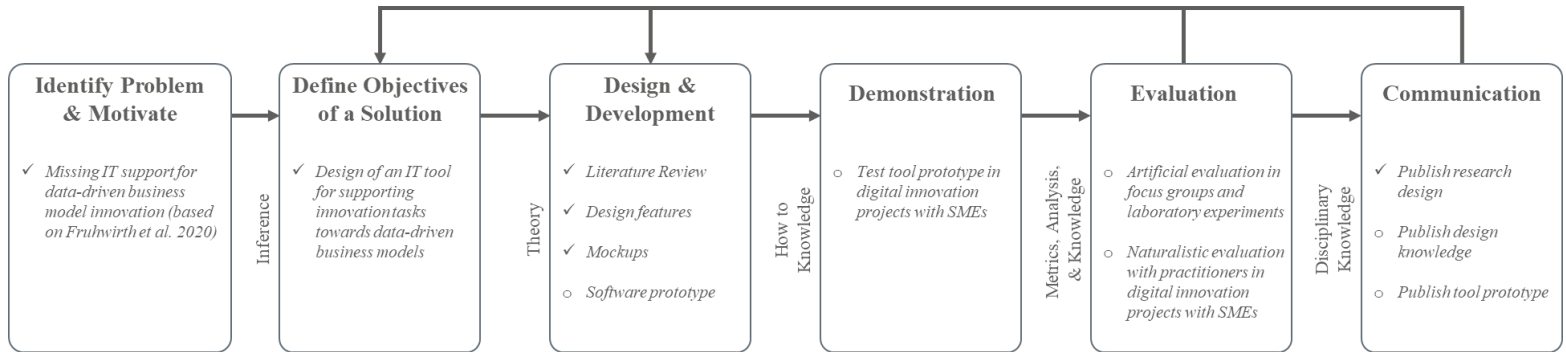 Identify Problem
& Motivate
✓ Missing IT support for
data-driven business
model innovation (based
on Fruhwirth et al. 2020)
Inference
Define Objectives
of a Solution
✓ Design of an IT tool
for supporting
innovation tasks
towards data-driven
business models
Theory
Design &
Development
✓ Literature Review
✓ Design features
✓ Mockups
o Software prototype
How to
Knowledge
Demonstration
o Test tool prototype in
digital innovation
projects with SMEs
Metrics, Analysis,
& Knowledge
Evaluation
o Artificial evaluation in
focus groups and
laboratory experiments
o Naturalistic evaluation
with practitioners in
digital innovation
projects with SMEs
Disciplinary
Knowledge
Communication
✓ Publish research
design
o Publish design
knowledge
o Publish tool prototype